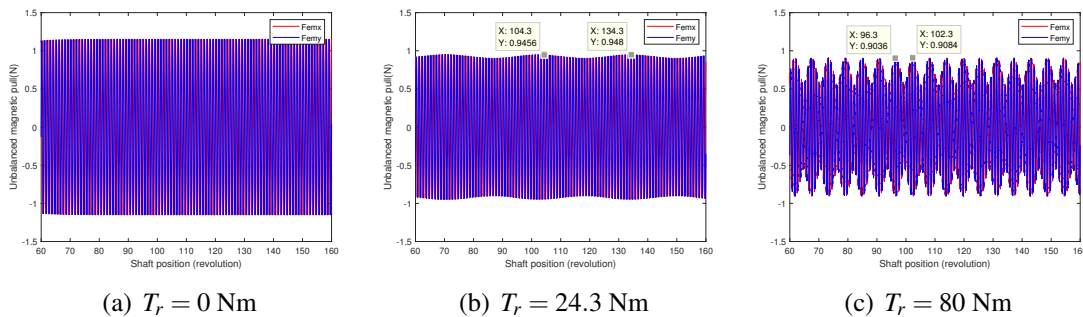 1.5
1
0.5
0
-0.5
-1
-1.5
Unbalanced magnetic pull(N)
60 70 80 90 100 110 120 130 140 150 160
Shaft position (revolution)
Femx
Femy
(a) T_r = 0 Nm
1.5
1
0.5
0
-0.5
-1
-1.5
Unbalanced magnetic pull(N)
X: 104.3
Y: 0.9456
X: 134.3
Y: 0.948
Femx
Femy
60 70 80 90 100 110 120 130 140 150 160
Shaft position (revolution)
(b) T_r = 24.3 Nm
1.5
1
0.5
0
-0.5
-1
-1.5
Unbalanced magnetic pull(N)
X: 96.3
Y: 0.9036
X: 102.3
Y: 0.9084
Femx
Femy
60 70 80 90 100 110 120 130 140 150 160
Shaft position (revolution)
(c) T_r = 80 Nm